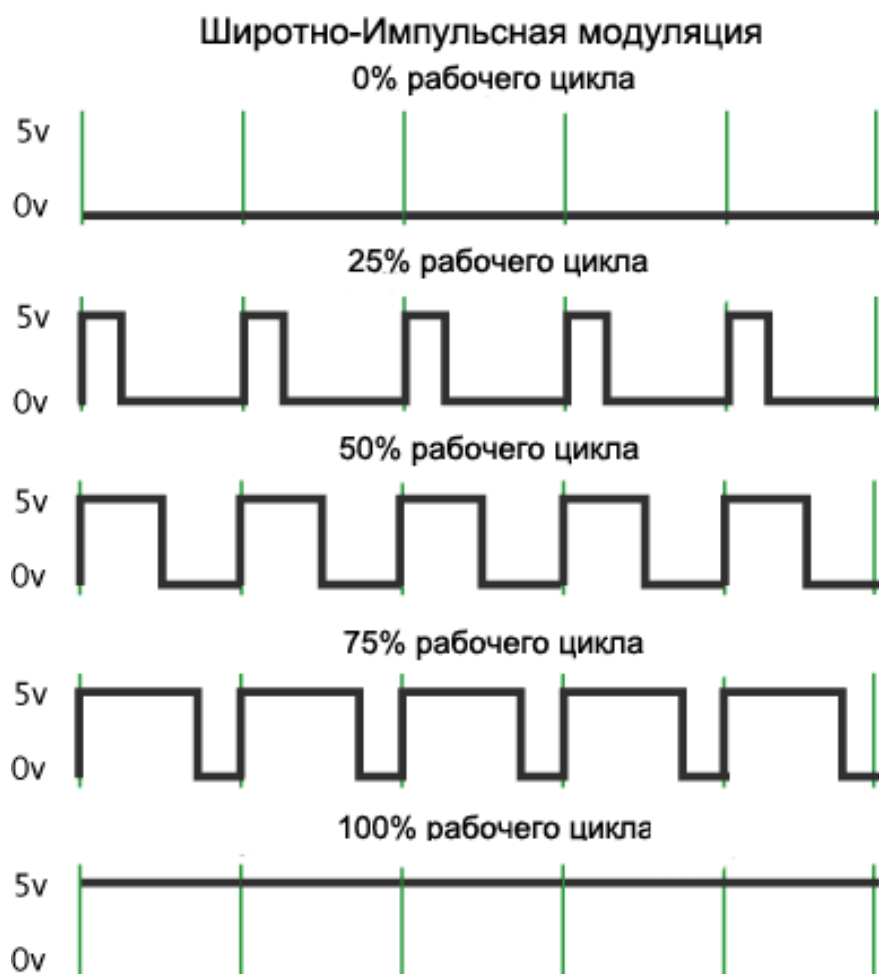 Широтно-Импульсная модуляция
0% рабочего цикла
5v
0v
25% рабочего цикла
5v
0v
50% рабочего цикла
5v
0v
75% рабочего цикла
5v
0v
100% рабочего цикла
5v
0v